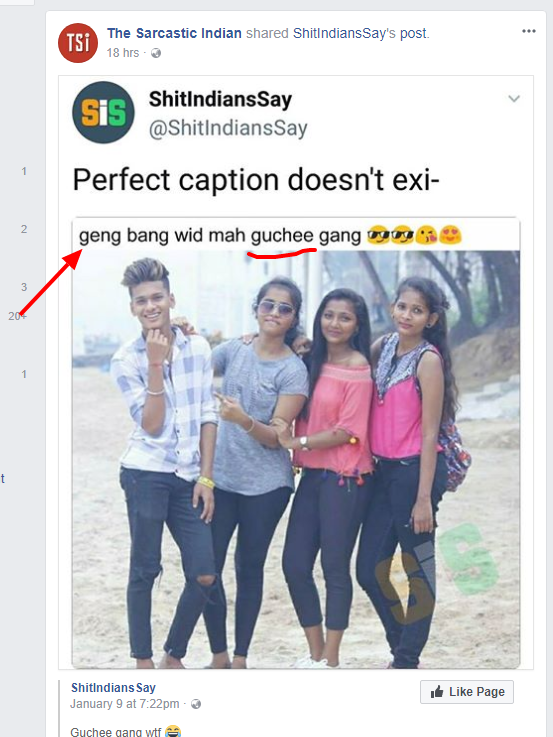 TSi The Sarcastic Indian shared ShitIndiansSay's post.
18 hrs ·
SiS ShitIndiansSay
@ShitIndiansSay
1
Perfect caption doesn't exi-
2
geng bang wid mah guchee gang 😎😎😘😍
3
20+
1
t
SiS
ShitIndiansSay
January 9 at 7:22pm ·
Like Page
Guchee gang wtf 😂